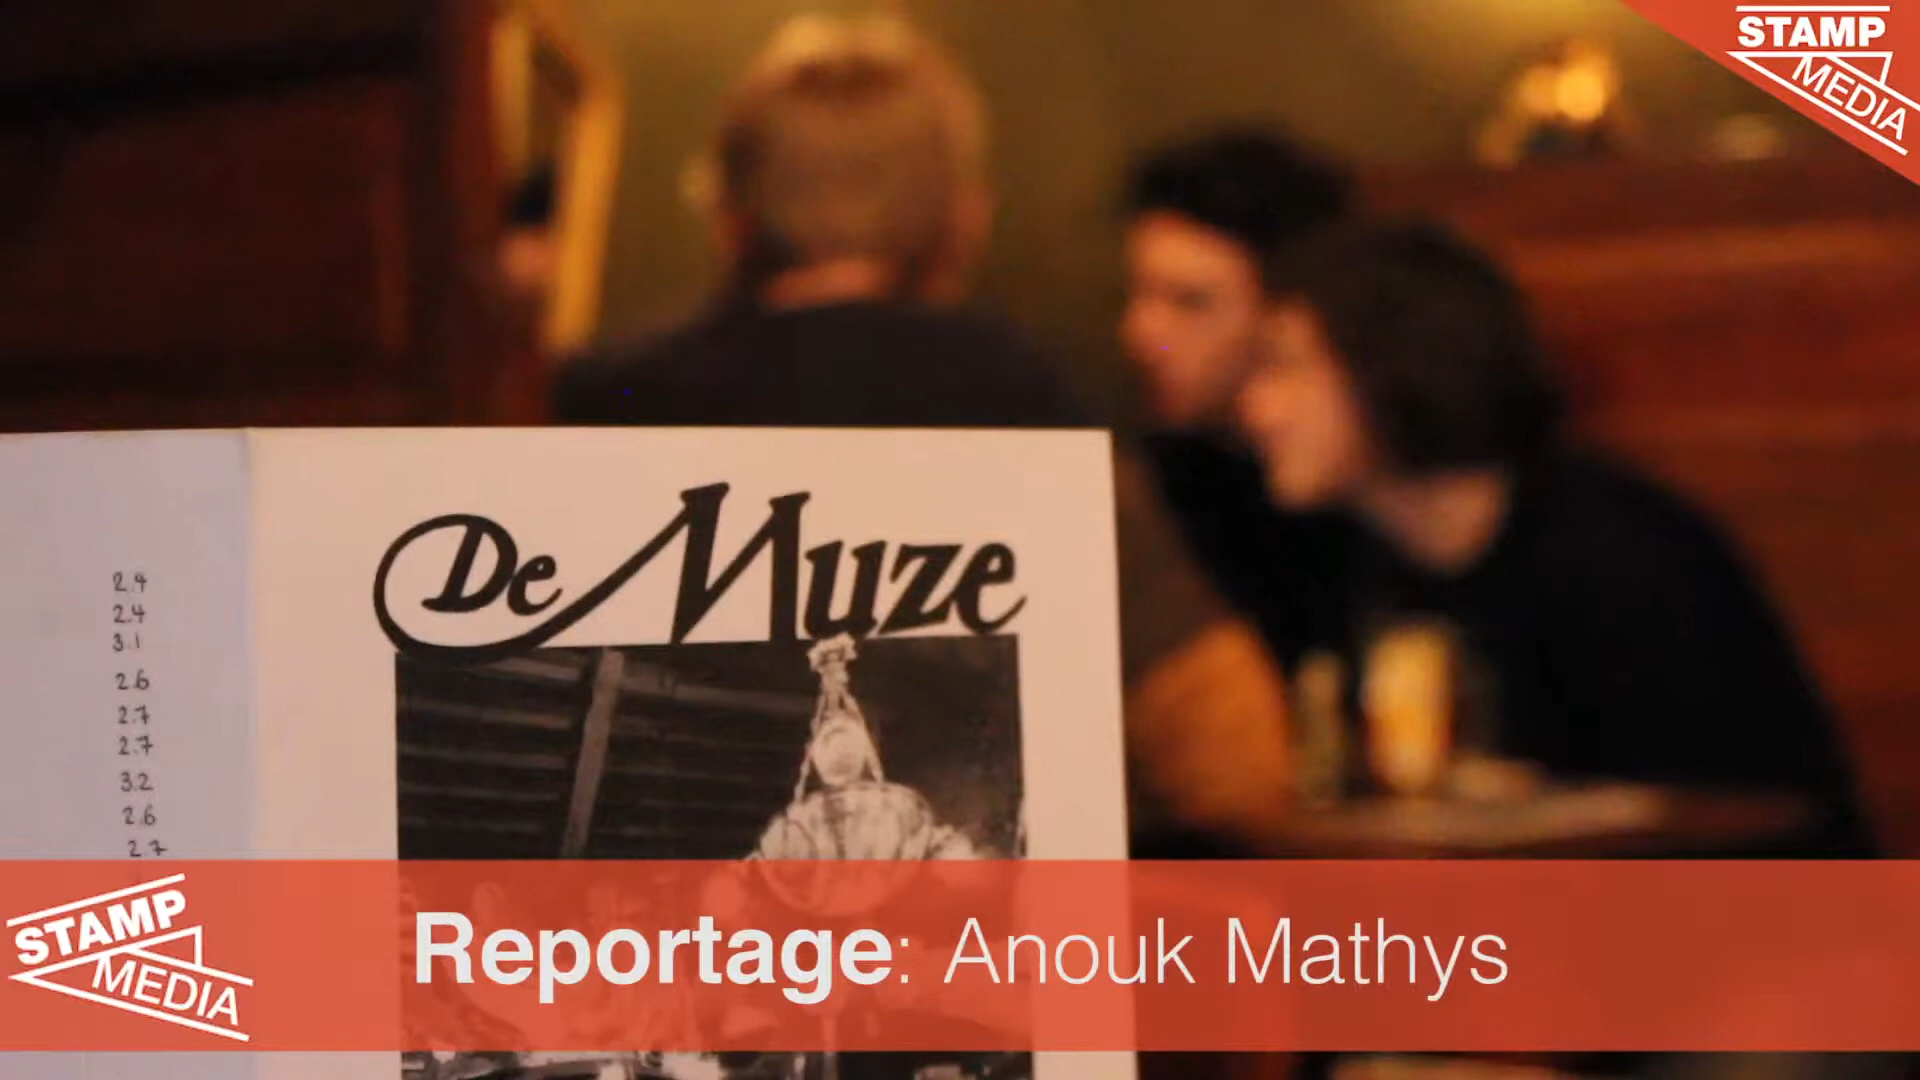 STAMP
MEDIA
De Muze
2.4
2.4
3.1
2.6
2.7
2.7
3.2
2.6
2.7
STAMP
MEDIA
Reportage: Anouk Mathys